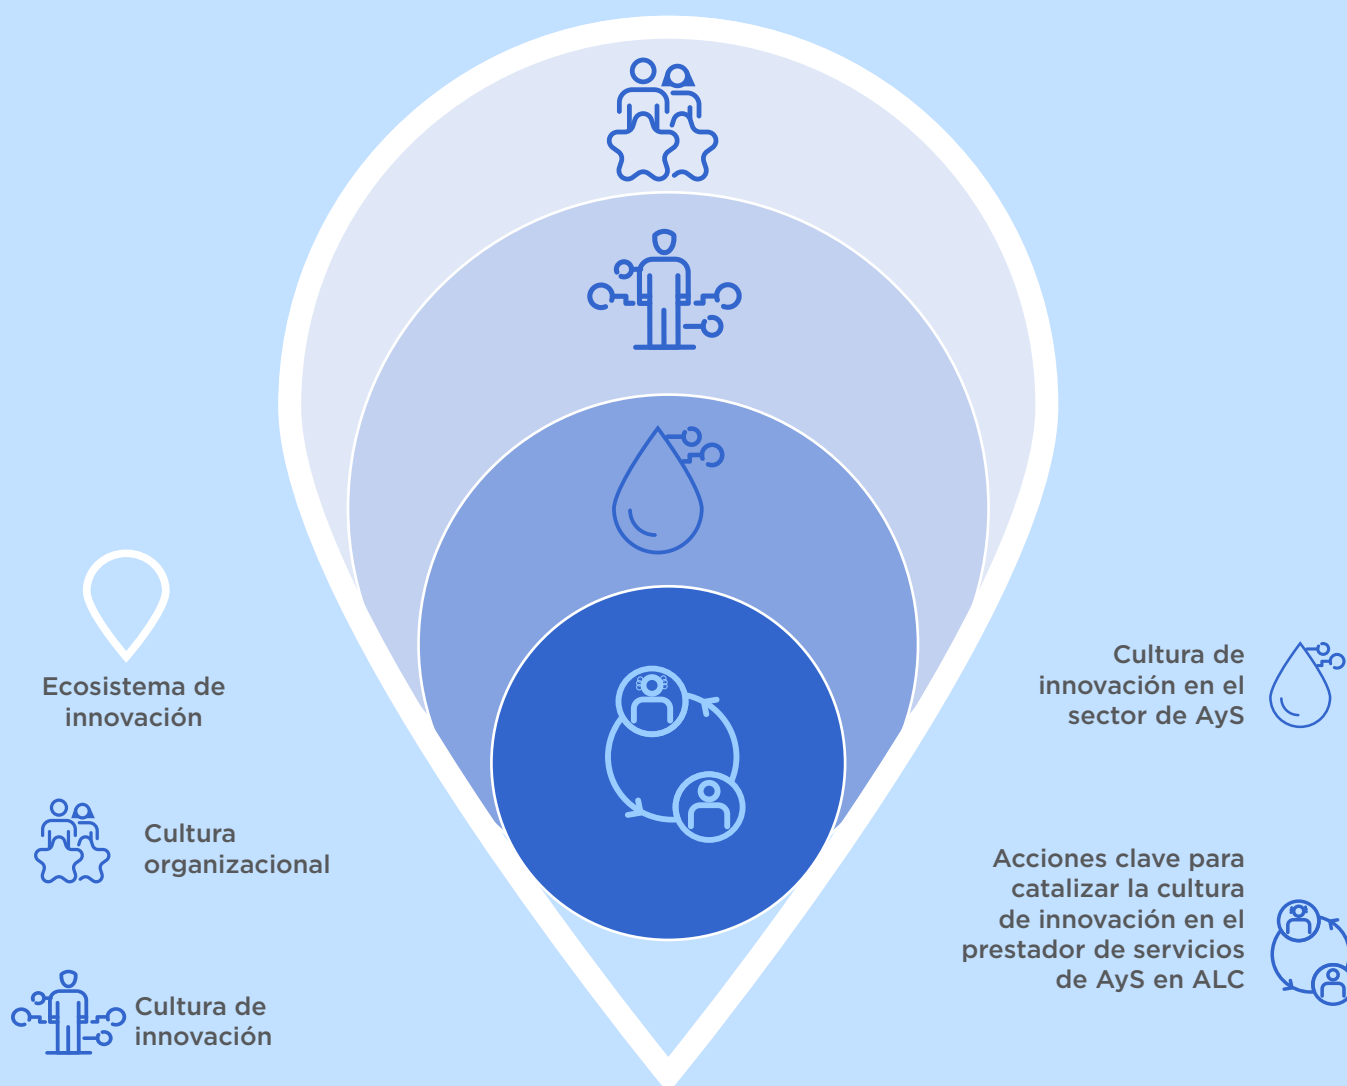 Ecosistema de
innovación
Cultura
organizacional
Cultura de
innovación
Cultura de
innovación en el
sector de AyS
Acciones clave para
catalizar la cultura
de innovación en el
prestador de servicios
de AyS en ALC